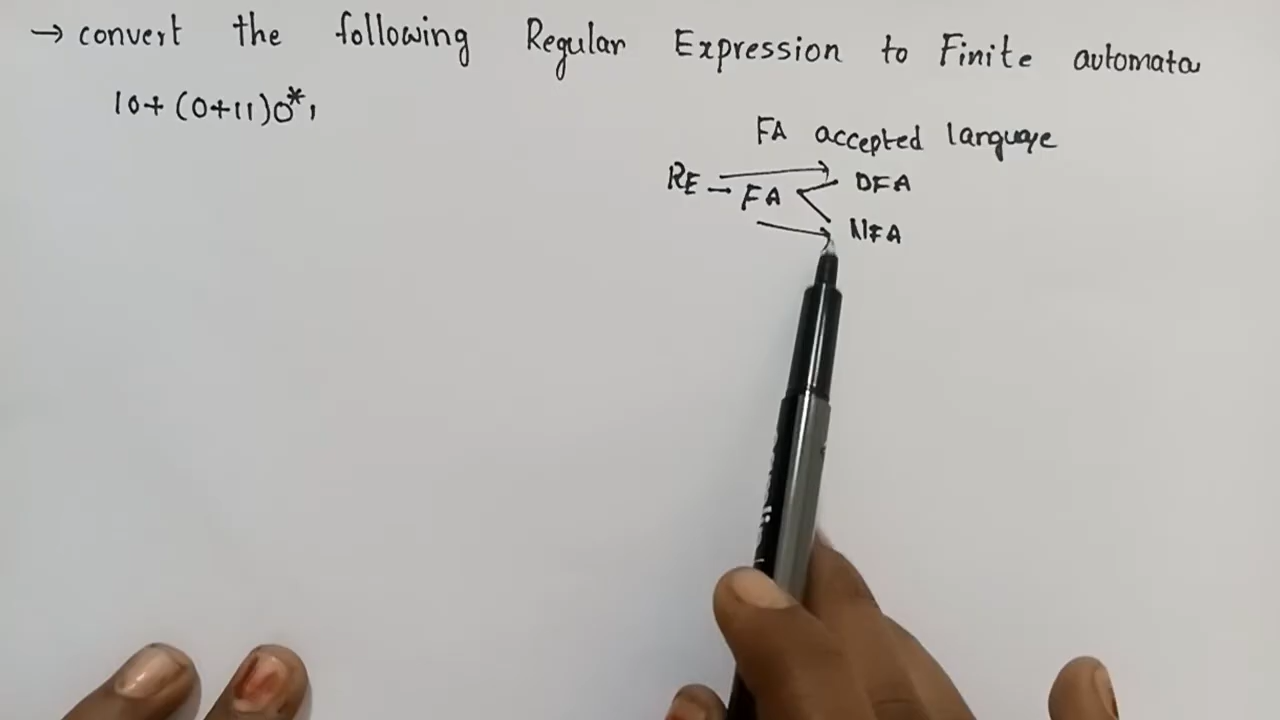 → convert the following Regular Expression to Finite automata
10+(0+11)0*1
FA accepted language
RE → FA DFA
NFA